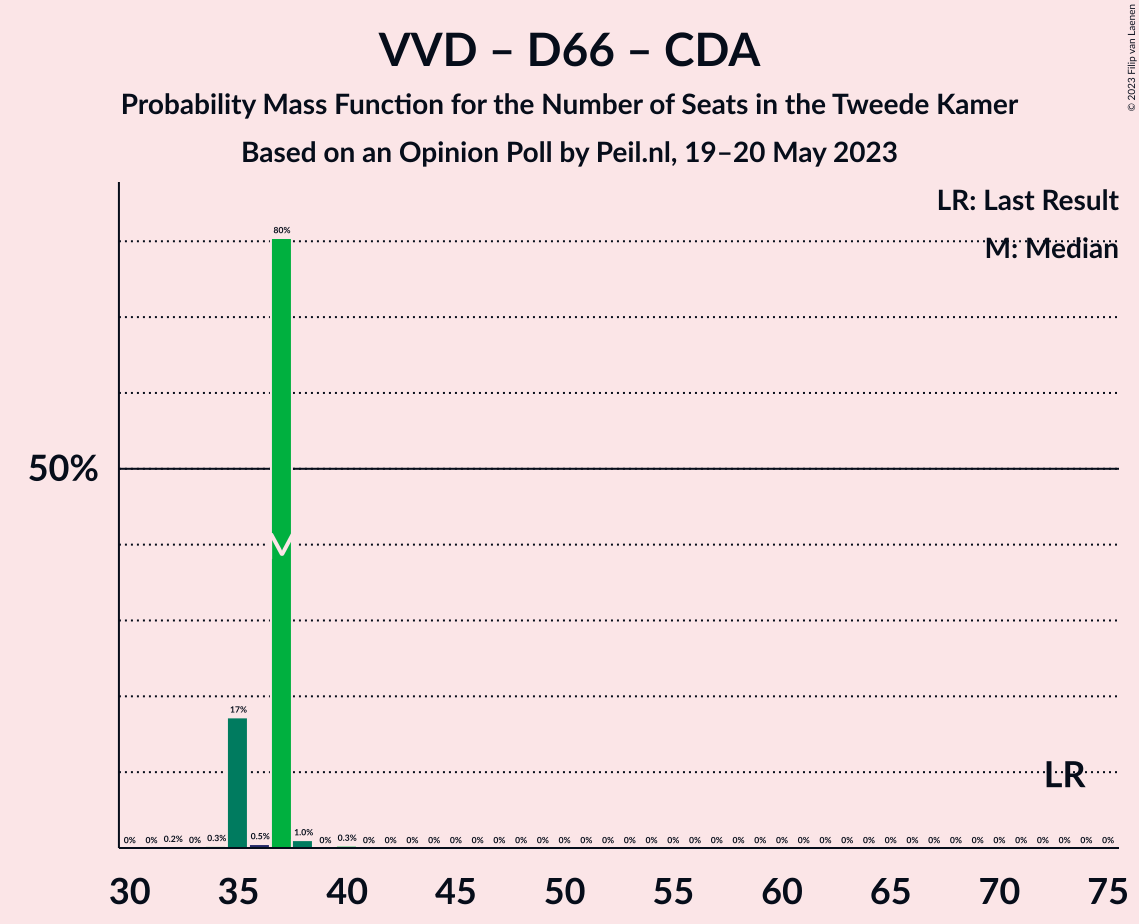 VVD – D66 – CDA
Probability Mass Function for the Number of Seats in the Tweede Kamer
Based on an Opinion Poll by Peil.nl, 19–20 May 2023
© 2023 Filip van Laenen
LR: Last Result
M: Median
80%
50%
17%
LR
0% 0% 0.2% 0% 0.3% 0.5% 1.0% 0% 0.3% 0% 0% 0% 0% 0% 0% 0% 0% 0% 0% 0% 0% 0% 0% 0% 0% 0% 0% 0% 0% 0% 0% 0% 0% 0% 0% 0% 0% 0% 0% 0% 0% 0% 0% 0%
30 35 40 45 50 55 60 65 70 75